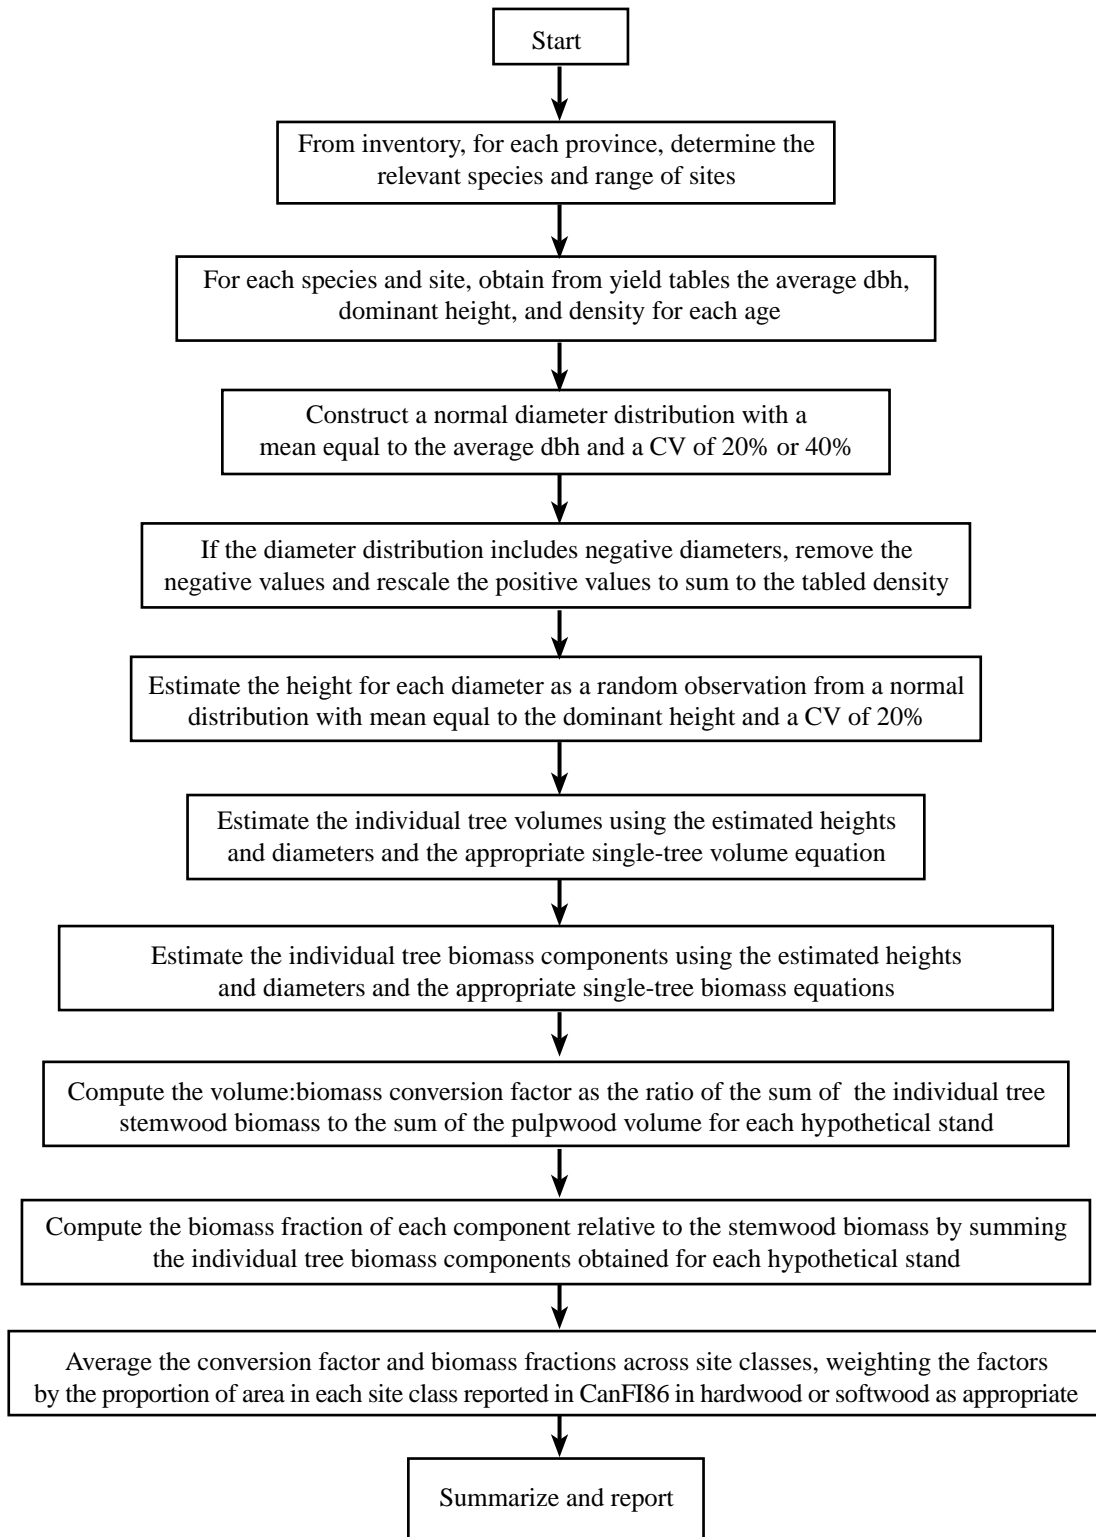 Start
From inventory, for each province, determine the
relevant species and range of sites
For each species and site, obtain from yield tables the average dbh,
dominant height, and density for each age
Construct a normal diameter distribution with a
mean equal to the average dbh and a CV of 20% or 40%
If the diameter distribution includes negative diameters, remove the
negative values and rescale the positive values to sum to the tabled density
Estimate the height for each diameter as a random observation from a normal
distribution with mean equal to the dominant height and a CV of 20%
Estimate the individual tree volumes using the estimated heights
and diameters and the appropriate single-tree volume equation
Estimate the individual tree biomass components using the estimated heights
and diameters and the appropriate single-tree biomass equations
Compute the volume:biomass conversion factor as the ratio of the sum of the individual tree
stemwood biomass to the sum of the pulpwood volume for each hypothetical stand
Compute the biomass fraction of each component relative to the stemwood biomass by summing
the individual tree biomass components obtained for each hypothetical stand
Average the conversion factor and biomass fractions across site classes, weighting the factors
by the proportion of area in each site class reported in CanFI86 in hardwood or softwood as appropriate
Summarize and report